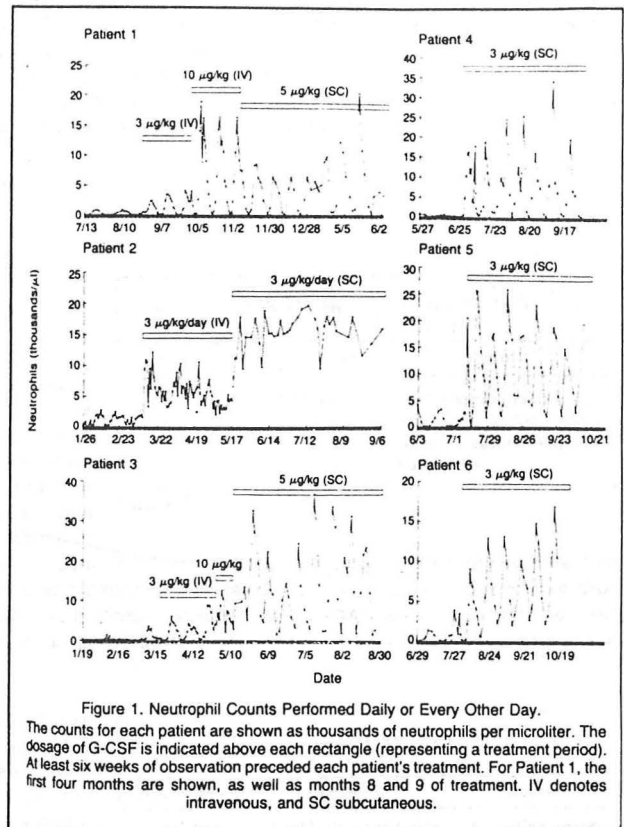 Patient 1
10 µg/kg (IV)
5 µg/kg (SC)
3 µg/kg (IV)
25
20
15
10
5
0
7/13 8/10 9/7 10/5 11/2 11/30 12/28 5/5 6/2
Patient 4
3 µg/kg (SC)
40
35
30
25
20
15
10
5
0
5/27 6/25 7/23 8/20 9/17
Patient 2
3 µg/kg/day (SC)
3 µg/kg/day (IV)
25
20
15
10
5
0
1/26 2/23 3/22 4/19 5/17 6/14 7/12 8/9 9/6
Patient 5
3 µg/kg (SC)
30
25
20
15
10
5
0
6/3 7/1 7/29 8/26 9/23 10/21
Patient 3
5 µg/kg (SC)
10 µg/kg
3 µg/kg (IV)
40
30
20
10
0
1/19 2/16 3/15 4/12 5/10 6/9 7/5 8/2 8/30
Patient 6
3 µg/kg (SC)
20
15
10
5
0
6/29 7/27 8/24 9/21 10/19
Neutrophils (thousands/µl)
Date
Figure 1. Neutrophil Counts Performed Daily or Every Other Day.
The counts for each patient are shown as thousands of neutrophils per microliter. The
dosage of G-CSF is indicated above each rectangle (representing a treatment period).
At least six weeks of observation preceded each patient's treatment. For Patient 1, the
first four months are shown, as well as months 8 and 9 of treatment. IV denotes
intravenous, and SC subcutaneous.